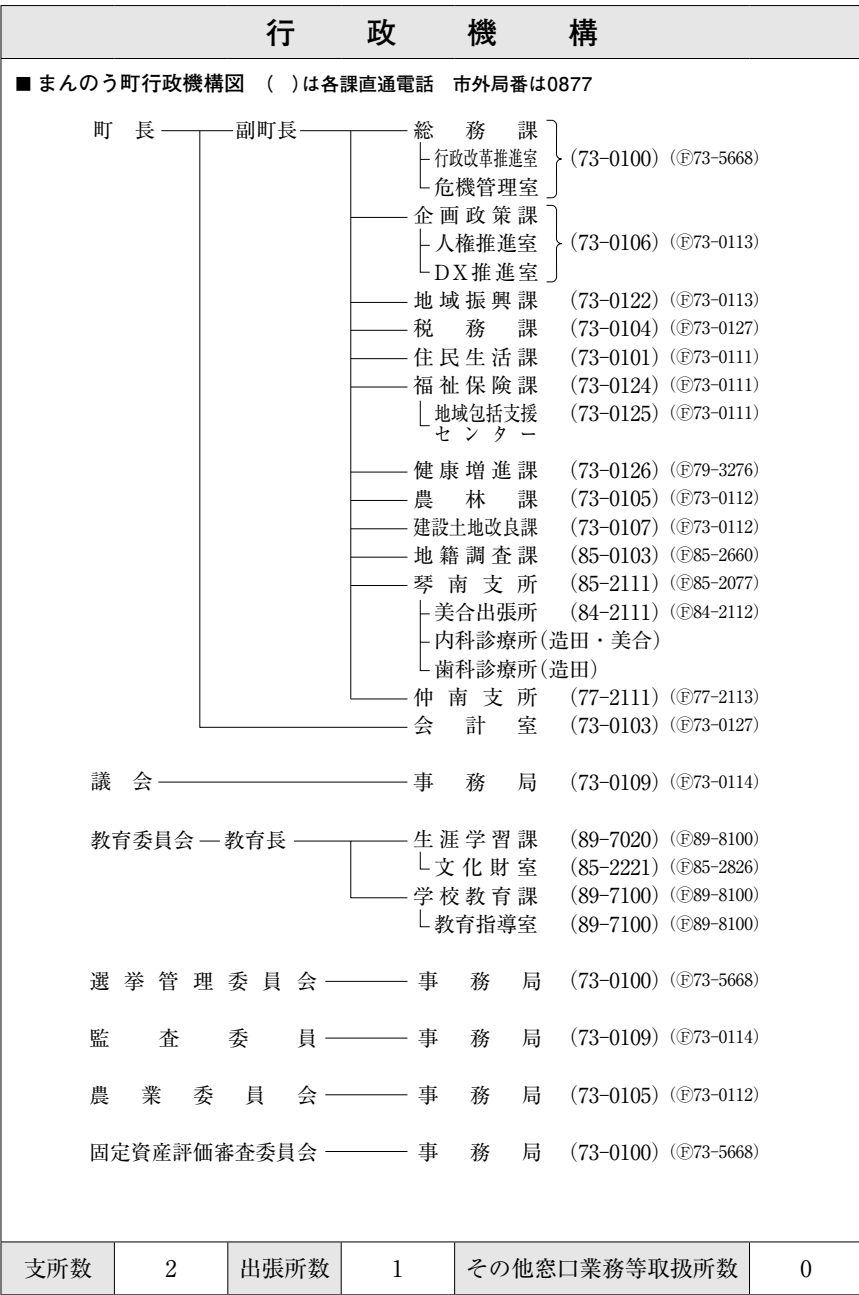 行政機構
■ まんのう町行政機構図 ( )は各課直通電話 市外局番は0877
町長 副町長 総務課
行政改革推進室 (73-0100) (Ⓕ73-5668)
危機管理室
企画政策課
人権推進室 (73-0106) (Ⓕ73-0113)
DX推進室
地域振興課 (73-0122) (Ⓕ73-0113)
税務課 (73-0104) (Ⓕ73-0127)
住民生活課 (73-0101) (Ⓕ73-0111)
福祉保険課 (73-0124) (Ⓕ73-0111)
地域包括支援 (73-0125) (Ⓕ73-0111)
センター
健康増進課 (73-0126) (Ⓕ79-3276)
農林課 (73-0105) (Ⓕ73-0112)
建設土地改良課 (73-0107) (Ⓕ73-0112)
地籍調査課 (85-0103) (Ⓕ85-2660)
琴南支所 (85-2111) (Ⓕ85-2077)
美合出張所 (84-2111) (Ⓕ84-2112)
内科診療所(造田・美合)
歯科診療所(造田)
仲南支所 (77-2111) (Ⓕ77-2113)
会計室 (73-0103) (Ⓕ73-0127)
議会 事務局 (73-0109) (Ⓕ73-0114)
教育委員会 教育長 生涯学習課 (89-7020) (Ⓕ89-8100)
文化財室 (85-2221) (Ⓕ85-2826)
学校教育課 (89-7100) (Ⓕ89-8100)
教育指導室 (89-7100) (Ⓕ89-8100)
選挙管理委員会 事務局 (73-0100) (Ⓕ73-5668)
監査委員 事務局 (73-0109) (Ⓕ73-0114)
農業委員会 事務局 (73-0105) (Ⓕ73-0112)
固定資産評価審査委員会 事務局 (73-0100) (Ⓕ73-5668)
支所数 2 出張所数 1 その他窓口業務等取扱所数 0